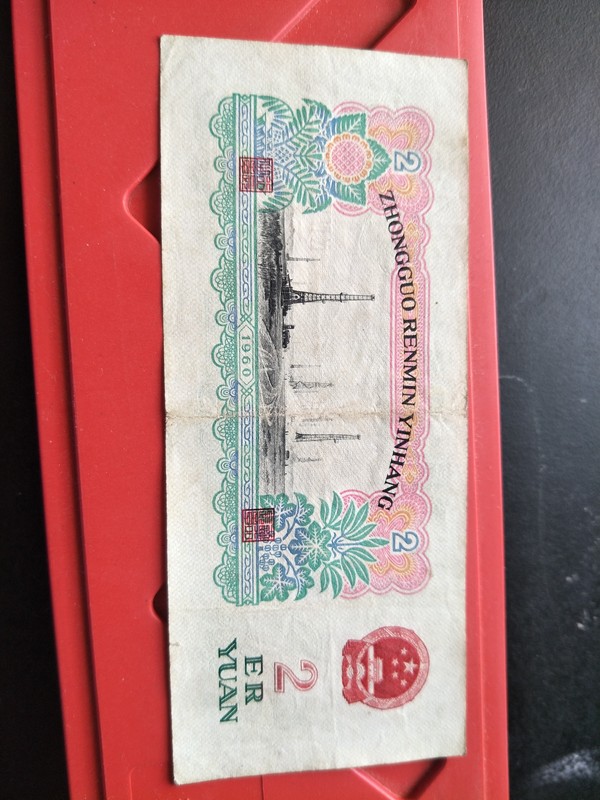 ZHONGGUO RENMIN YINHANG
2
2
1960
2
ER
YUAN